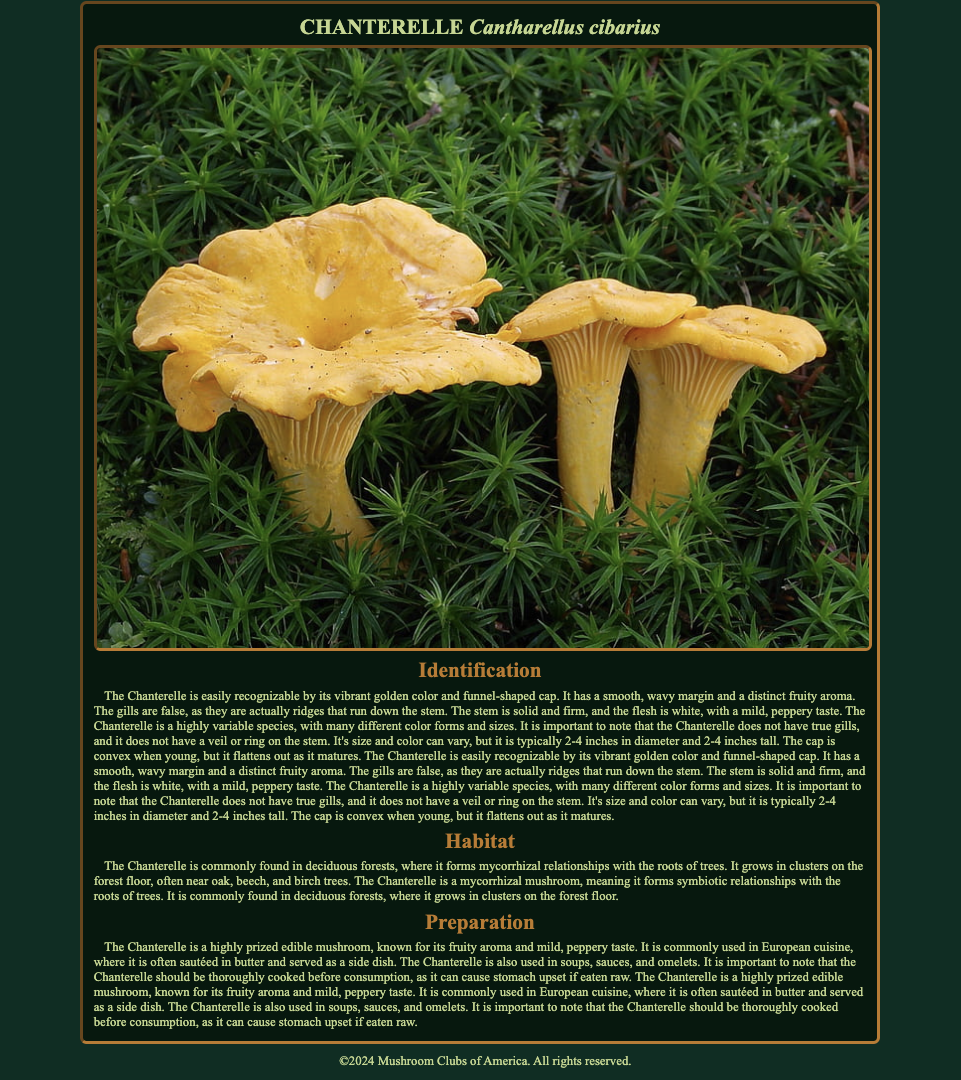 CHANTERELLE Cantharellus cibarius
Identification
The Chanterelle is easily recognizable by its vibrant golden color and funnel-shaped cap. It has a smooth, wavy margin and a distinct fruity aroma.
The gills are false, as they are actually ridges that run down the stem. The stem is solid and firm, and the flesh is white, with a mild, peppery taste. The
Chanterelle is a highly variable species, with many different color forms and sizes. It is important to note that the Chanterelle does not have true gills,
and it does not have a veil or ring on the stem. It's size and color can vary, but it is typically 2-4 inches in diameter and 2-4 inches tall. The cap is
convex when young, but it flattens out as it matures. The Chanterelle is easily recognizable by its vibrant golden color and funnel-shaped cap. It has a
smooth, wavy margin and a distinct fruity aroma. The gills are false, as they are actually ridges that run down the stem. The stem is solid and firm, and
the flesh is white, with a mild, peppery taste. The Chanterelle is a highly variable species, with many different color forms and sizes. It is important to
note that the Chanterelle does not have true gills, and it does not have a veil or ring on the stem. It's size and color can vary, but it is typically 2-4
inches in diameter and 2-4 inches tall. The cap is convex when young, but it flattens out as it matures.
Habitat
The Chanterelle is commonly found in deciduous forests, where it forms mycorrhizal relationships with the roots of trees. It grows in clusters on the
forest floor, often near oak, beech, and birch trees. The Chanterelle is a mycorrhizal mushroom, meaning it forms symbiotic relationships with the
roots of trees. It is commonly found in deciduous forests, where it grows in clusters on the forest floor.
Preparation
The Chanterelle is a highly prized edible mushroom, known for its fruity aroma and mild, peppery taste. It is commonly used in European cuisine,
where it is often sautéed in butter and served as a side dish. The Chanterelle is also used in soups, sauces, and omelets. It is important to note that the
Chanterelle should be thoroughly cooked before consumption, as it can cause stomach upset if eaten raw. The Chanterelle is a highly prized edible
mushroom, known for its fruity aroma and mild, peppery taste. It is commonly used in European cuisine, where it is often sautéed in butter and served
as a side dish. The Chanterelle is also used in soups, sauces, and omelets. It is important to note that the Chanterelle should be thoroughly cooked
before consumption, as it can cause stomach upset if eaten raw.
©2024 Mushroom Clubs of America. All rights reserved.